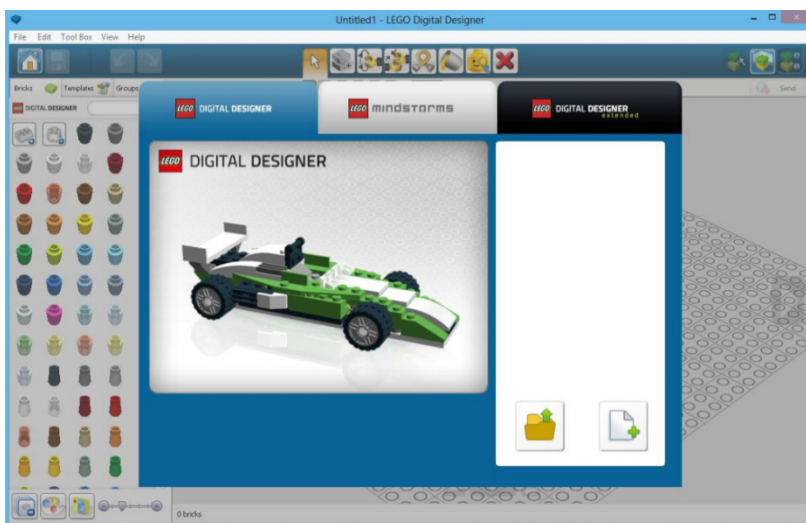 Untitled1 - LEGO Digital Designer
File Edit Tool Box View Help
Bricks Templates Groups
LEGO DIGITAL DESIGNER
Send
LEGO DIGITAL DESIGNER
LEGO mindstorms
LEGO DIGITAL DESIGNER
extended
LEGO DIGITAL DESIGNER
0 bricks